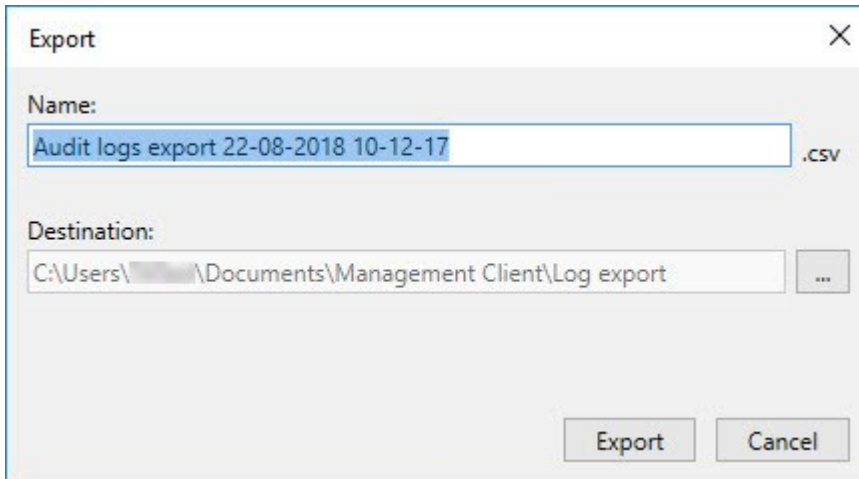 Export
Name:
Audit logs export 22-08-2018 10-12-17
.csv
Destination:
C:\Users\ \Documents\Management Client\Log export
...
Export Cancel